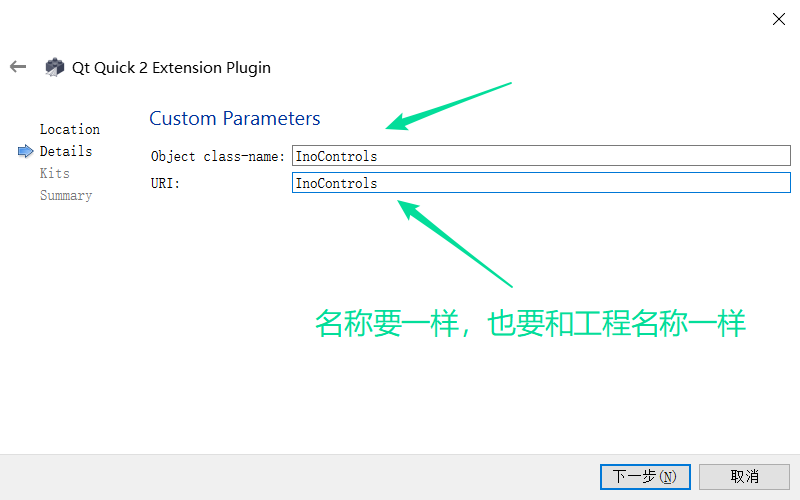 Qt Quick 2 Extension Plugin
Location
Details
Kits
Summary
Custom Parameters
Object class-name: InoControls
URI: InoControls
名称要一样，也要和工程名称一样
下一步(N)
取消